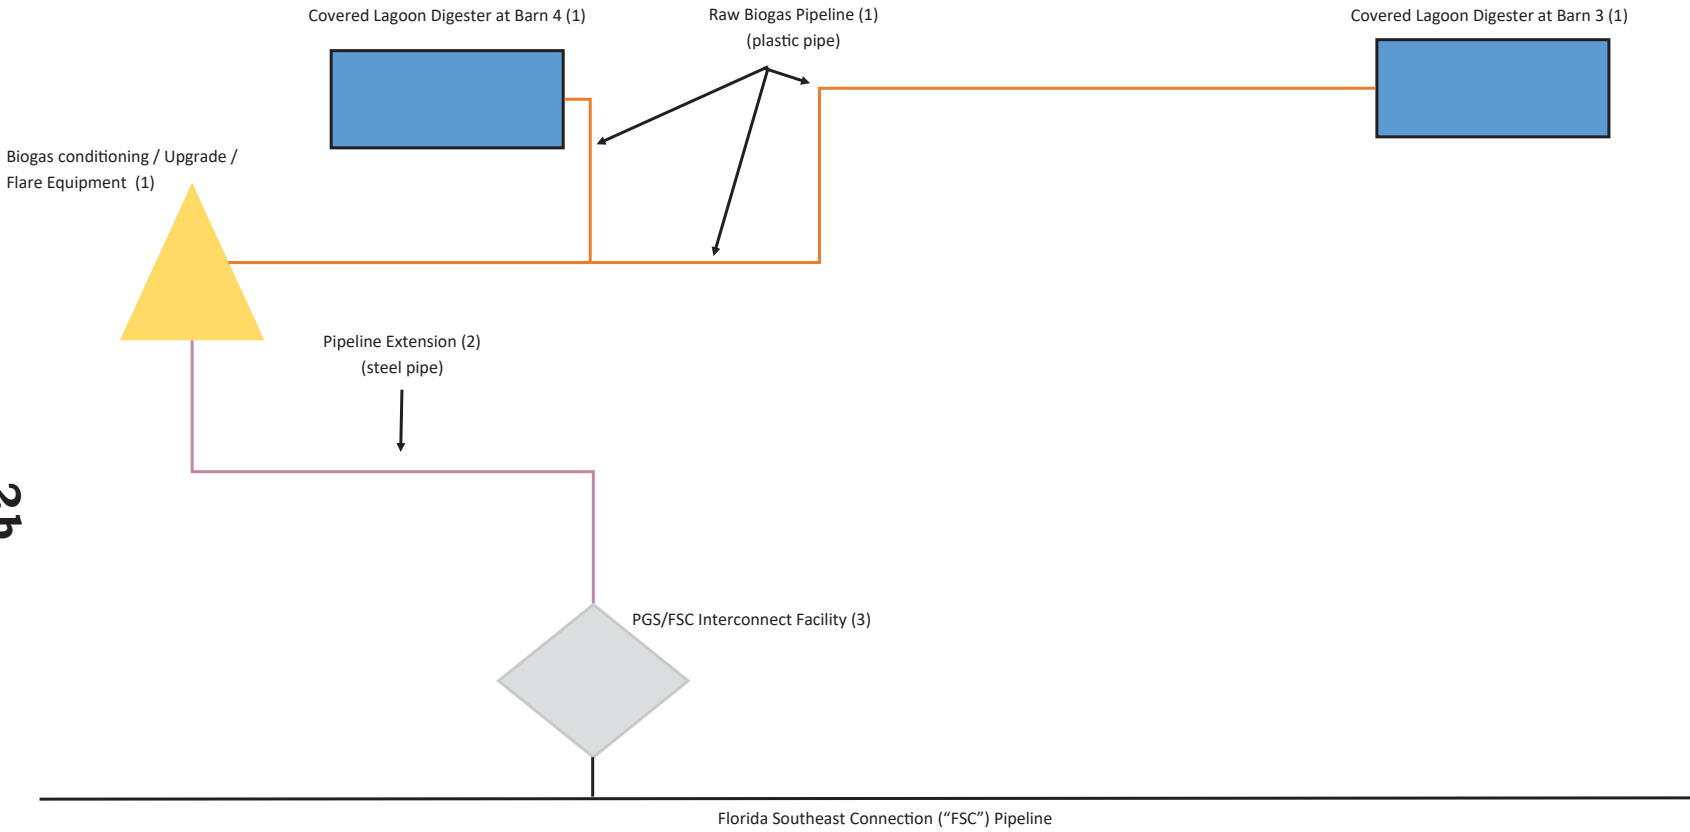 Covered Lagoon Digester at Barn 4 (1)
Raw Biogas Pipeline (1)
(plastic pipe)
Covered Lagoon Digester at Barn 3 (1)
Biogas conditioning / Upgrade /
Flare Equipment (1)
Pipeline Extension (2)
(steel pipe)
2h
PGS/FSC Interconnect Facility (3)
Florida Southeast Connection (“FSC”) Pipeline